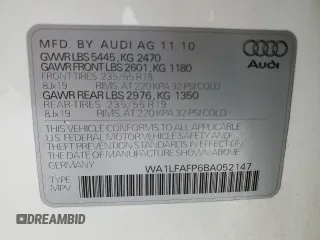 MFD. BY AUDI AG 11 10
GVWR LBS 5445, KG 2470
GAWR FRONT LBS 2601, KG 1180
FRONT-TIRES 235/55 R19
8Jx19 RIMS, AT 220 KPA 32 PSI COLD
GAWR REAR LBS 2976, KG 1350
REAR-TIRES 235/55 R19
8Jx19 RIMS, AT 220 KPA 32 PSI COLD
Audi
THIS VEHICLE CONFORMS TO ALL APPLICABLE
U.S. FEDERAL MOTOR VEHICLE SAFETY AND
THEFT PREVENTION STANDARDS IN EFFECT ON THE
DATE OF MANUFACTURE SHOWN ABOVE.
WA1LFAFP6BA052147
TYPE
MPV
MADE IN GERMANY
©DREAMBID